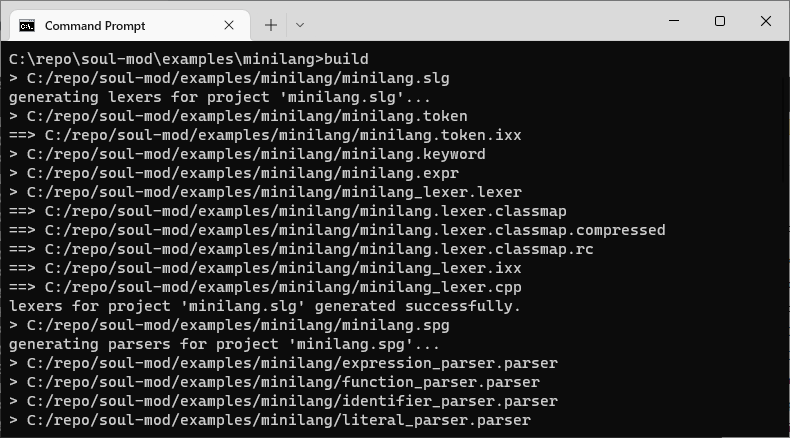 Command Prompt
C:\repo\soul-mod\examples\minilang>build
> C:/repo/soul-mod/examples/minilang/minilang.slg
generating lexers for project 'minilang.slg'...
> C:/repo/soul-mod/examples/minilang/minilang.token
==> C:/repo/soul-mod/examples/minilang/minilang.token.ixx
> C:/repo/soul-mod/examples/minilang/minilang.keyword
> C:/repo/soul-mod/examples/minilang/minilang.expr
> C:/repo/soul-mod/examples/minilang/minilang_lexer.lexer
==> C:/repo/soul-mod/examples/minilang/minilang.lexer.classmap
==> C:/repo/soul-mod/examples/minilang/minilang.lexer.classmap.compressed
==> C:/repo/soul-mod/examples/minilang/minilang.lexer.classmap.rc
==> C:/repo/soul-mod/examples/minilang/minilang_lexer.ixx
==> C:/repo/soul-mod/examples/minilang/minilang_lexer.cpp
lexers for project 'minilang.slg' generated successfully.
> C:/repo/soul-mod/examples/minilang/minilang.spg
generating parsers for project 'minilang.spg'...
> C:/repo/soul-mod/examples/minilang/expression_parser.parser
> C:/repo/soul-mod/examples/minilang/function_parser.parser
> C:/repo/soul-mod/examples/minilang/identifier_parser.parser
> C:/repo/soul-mod/examples/minilang/literal_parser.parser